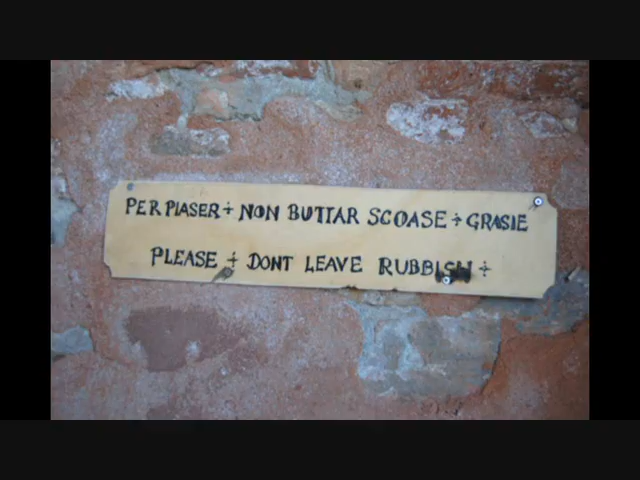 PER PIASER ÷ NON BUTTAR SCOASE ÷ GRASIE
PLEASE ÷ DONT LEAVE RUBBISH ÷